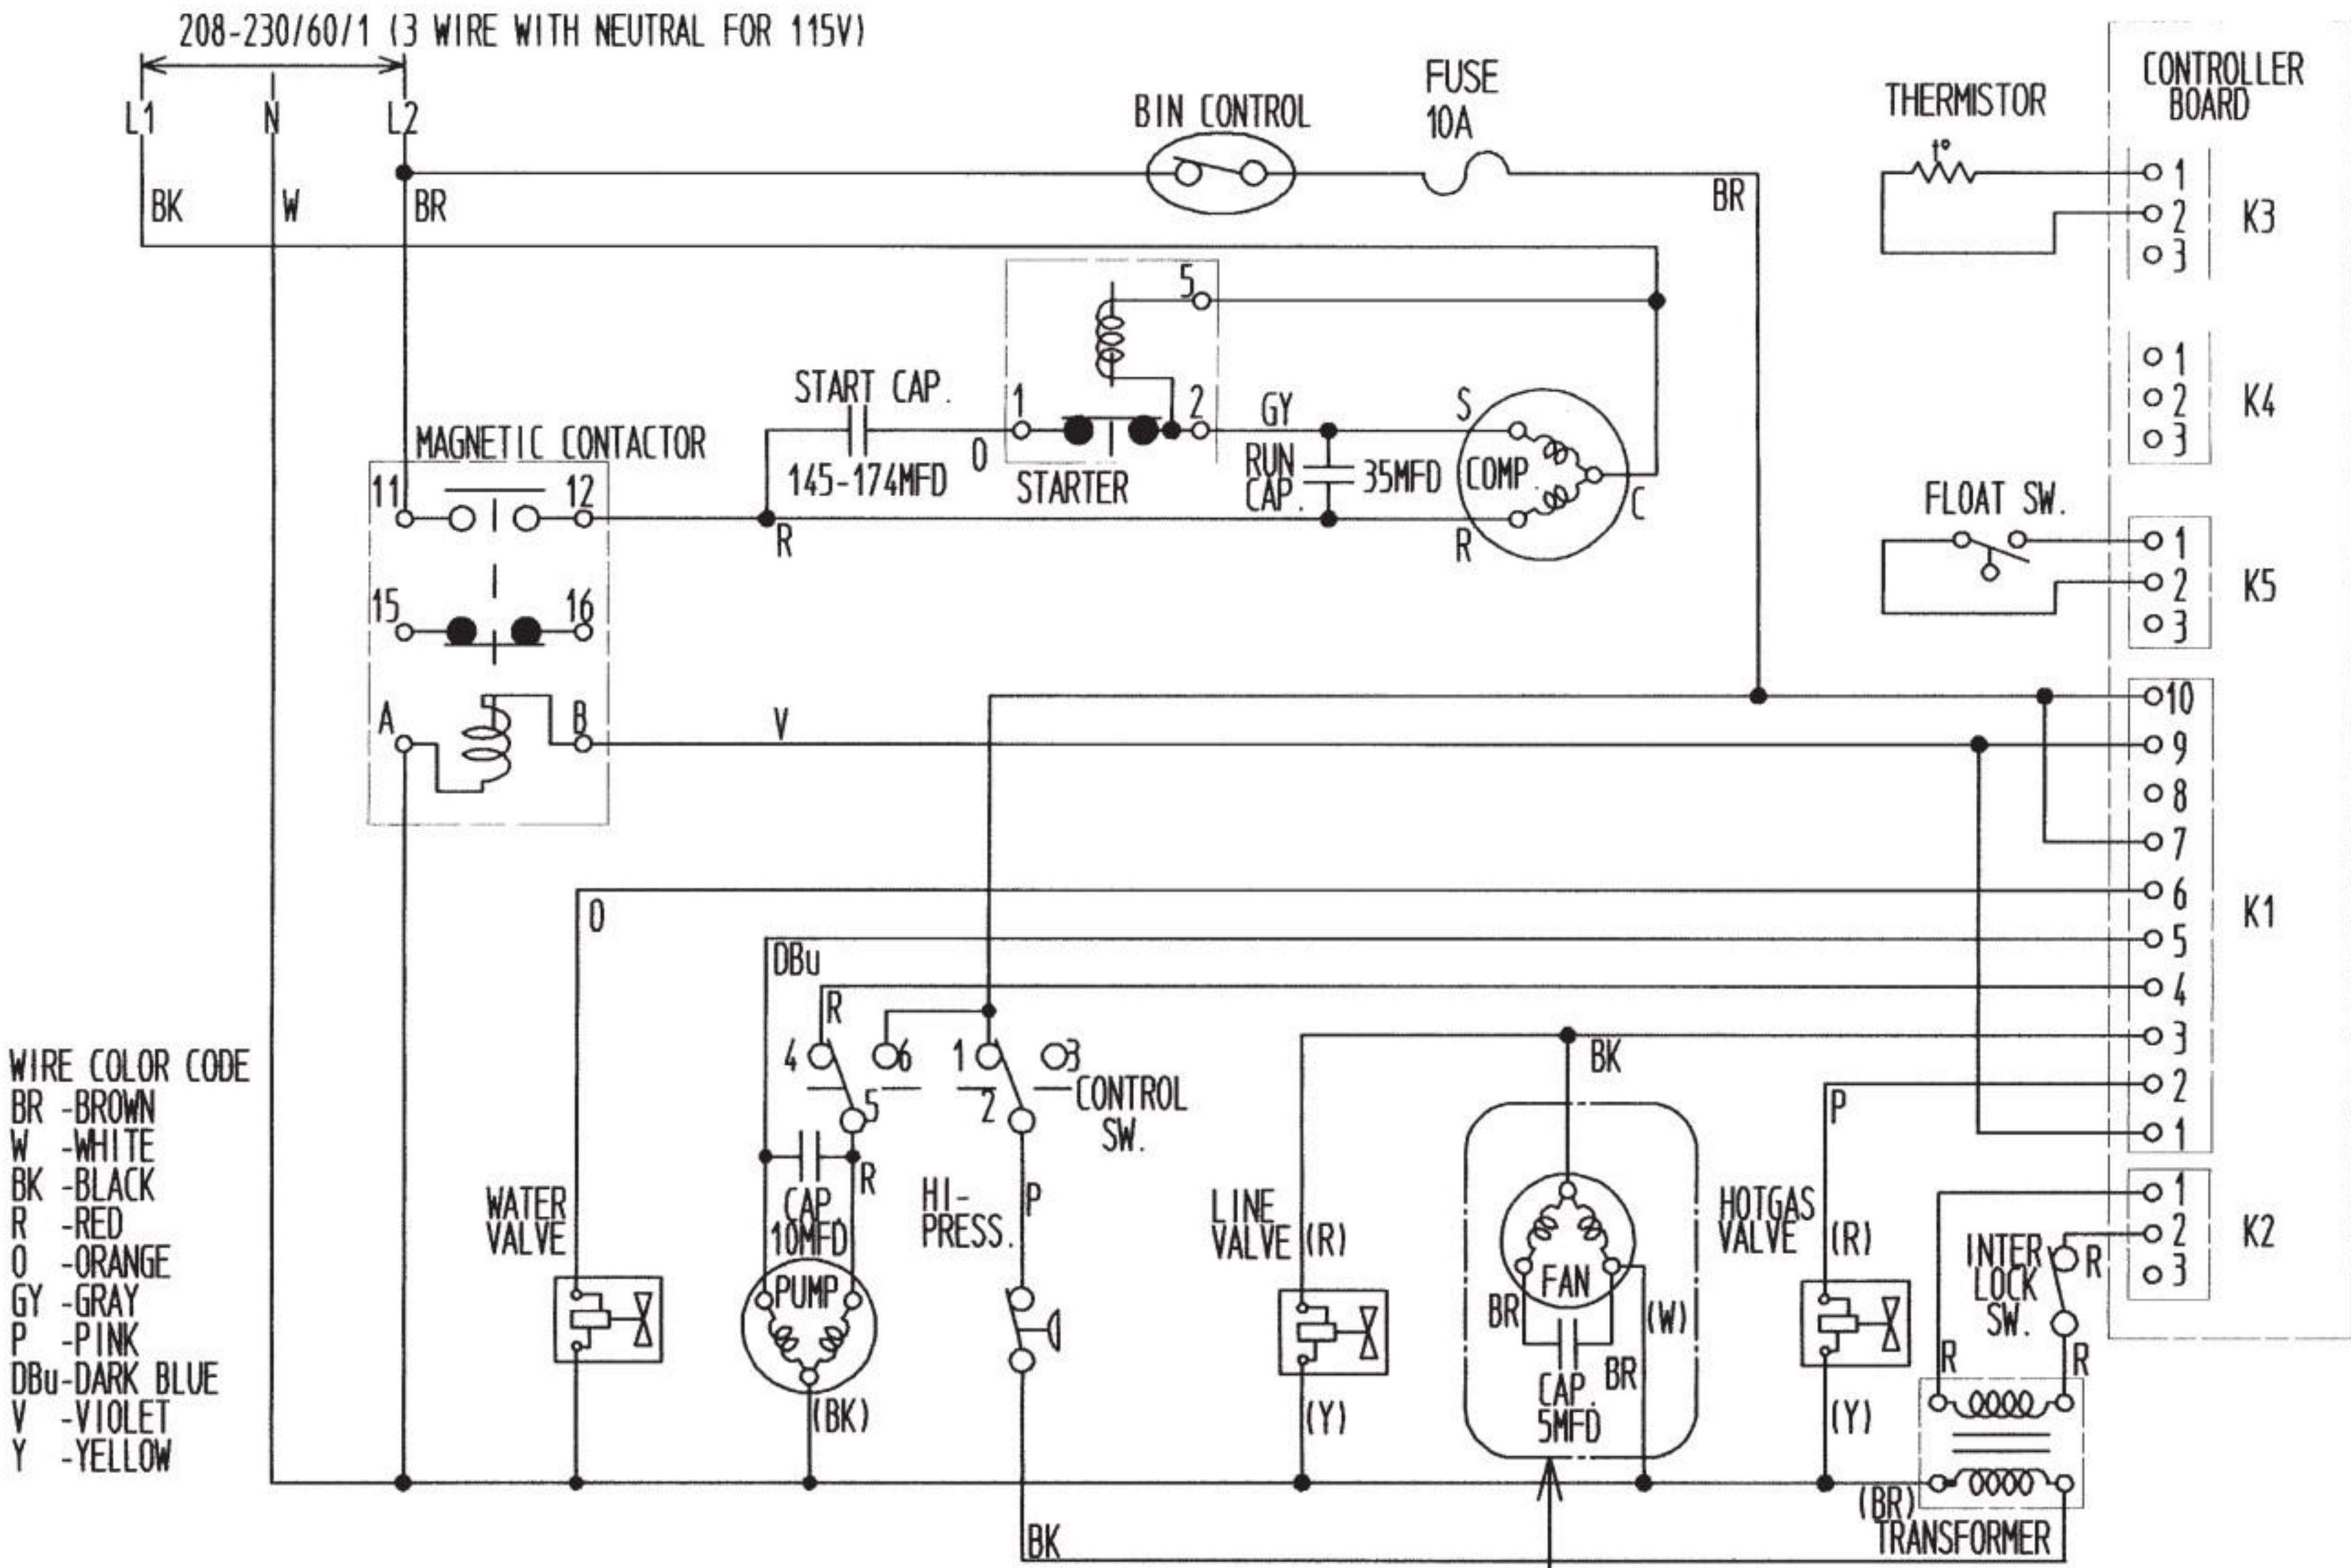 208-230/60/1 (3 WIRE WITH NEUTRAL FOR 115V)
L1
N
L2
BK
W
BR
BIN CONTROL
FUSE
10A
BR
THERMISTOR
t°
CONTROLLER
BOARD
1
2
3
K3
1
2
3
K4
FLOAT SW.
1
2
3
K5
START CAP.
145-174MFD
O
1
5
2
STARTER
GY
RUN
CAP.
35MFD
S
COMP.
R
C
MAGNETIC CONTACTOR
11
12
R
15
16
A
B
V
10
9
8
7
6
5
4
3
2
1
K1
O
DBu
R
4
6
1
3
5
2
CONTROL
SW.
BK
P
WIRE COLOR CODE
BR -BROWN
W -WHITE
BK -BLACK
R -RED
O -ORANGE
GY -GRAY
P -PINK
DBu-DARK BLUE
V -VIOLET
Y -YELLOW
WATER
VALVE
CAP.
10MFD
R
PUMP
(BK)
HI-
PRESS.
P
BK
LINE
VALVE
(R)
(Y)
FAN
BR
BR
(W)
CAP.
5MFD
HOTGAS
VALVE
(R)
(Y)
INTER
LOCK
SW.
R
R
R
1
2
3
K2
(BR)
TRANSFORMER